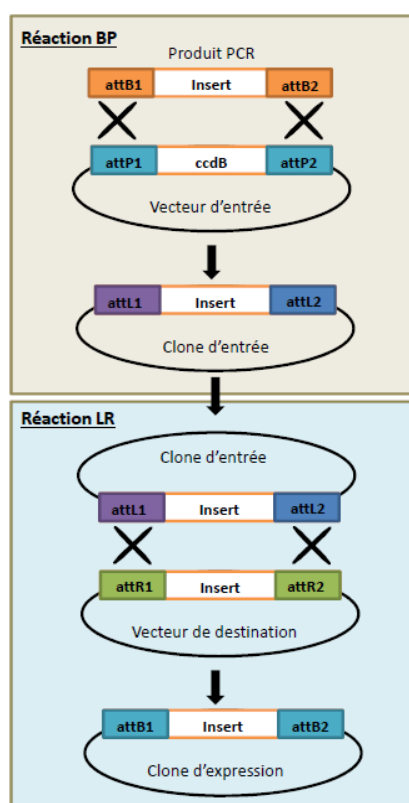 Réaction BP
Produit PCR
attB1 Insert attB2
attP1 ccdB attP2
Vecteur d'entrée
attL1 Insert attL2
Clone d'entrée
Réaction LR
Clone d'entrée
attL1 Insert attL2
attR1 Insert attR2
Vecteur de destination
attB1 Insert attB2
Clone d'expression